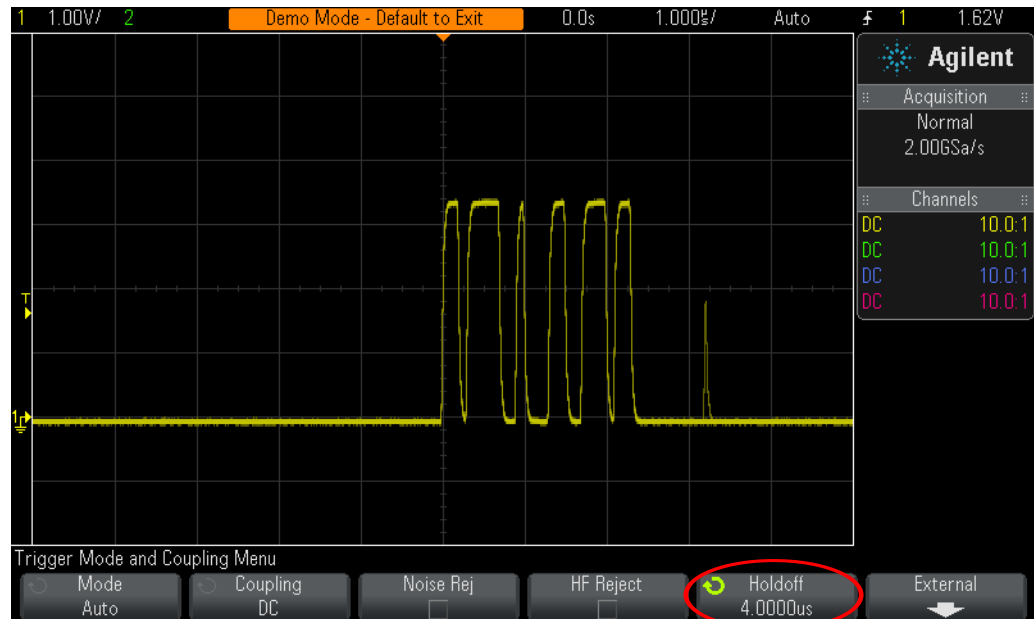 1 1.00V/ 2 Demo Mode - Default to Exit 0.0s 1.000µs/ Auto 1 1.62V
Agilent
Acquisition
Normal
2.00GSa/s
Channels
DC 10.0:1
DC 10.0:1
DC 10.0:1
DC 10.0:1
T
1
Trigger Mode and Coupling Menu
Mode
Auto
Coupling
DC
Noise Rej
HF Reject
Holdoff
4.0000us
External